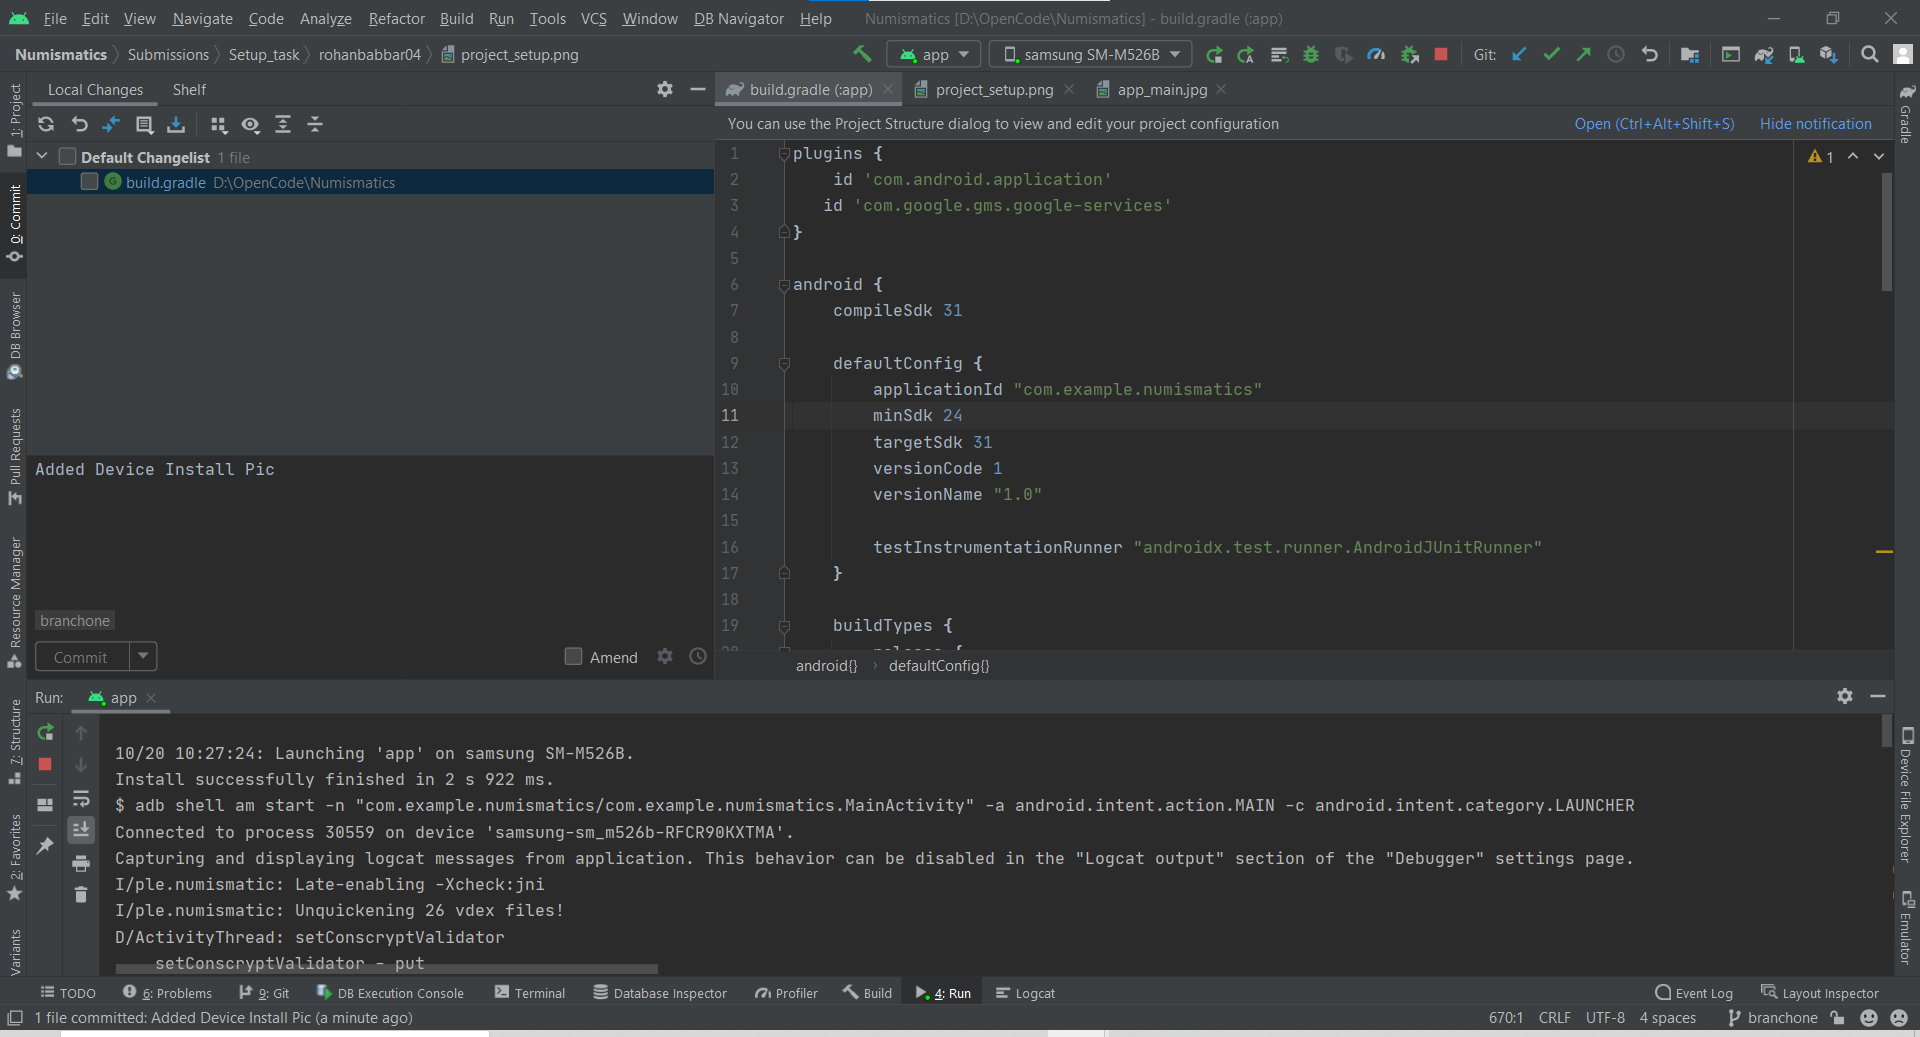 File Edit View Navigate Code Analyze Refactor Build Run Tools VCS Window DB Navigator Help Numismatics [D:\OpenCode\Numismatics] - build.gradle (:app)
Numismatics Submissions Setup_task rohanbabbar04 project_setup.png app samsung SM-M526B Git:
Local Changes Shelf
build.gradle (:app) project_setup.png app_main.jpg
You can use the Project Structure dialog to view and edit your project configuration Open (Ctrl+Alt+Shift+S) Hide notification
Default Changelist 1 file
build.gradle D:\OpenCode\Numismatics
Added Device Install Pic
branchone
Commit Amend
1 plugins {
2 id 'com.android.application'
3 id 'com.google.gms.google-services'
4 }
5
6 android {
7 compileSdk 31
8
9 defaultConfig {
10 applicationId "com.example.numismatics"
11 minSdk 24
12 targetSdk 31
13 versionCode 1
14 versionName "1.0"
15
16 testInstrumentationRunner "androidx.test.runner.AndroidJUnitRunner"
17 }
18
19 buildTypes {
20 release {
1
android{} defaultConfig{}
1: Project
0: Commit
DB Browser
Pull Requests
Resource Manager
7: Structure
2: Favorites
Variants
Gradle
Device File Explorer
Emulator
Run: app
10/20 10:27:24: Launching 'app' on samsung SM-M526B.
Install successfully finished in 2 s 922 ms.
$ adb shell am start -n "com.example.numismatics/com.example.numismatics.MainActivity" -a android.intent.action.MAIN -c android.intent.category.LAUNCHER
Connected to process 30559 on device 'samsung-sm_m526b-RFCR90KXTMA'.
Capturing and displaying logcat messages from application. This behavior can be disabled in the "Logcat output" section of the "Debugger" settings page.
I/ple.numismatic: Late-enabling -Xcheck:jni
I/ple.numismatic: Unquickening 26 vdex files!
D/ActivityThread: setConscryptValidator
setConscryptValidator - put
TODO 6: Problems 9: Git DB Execution Console Terminal Database Inspector Profiler Build 4: Run Logcat Event Log Layout Inspector
1 file committed: Added Device Install Pic (a minute ago) 670:1 CRLF UTF-8 4 spaces branchone